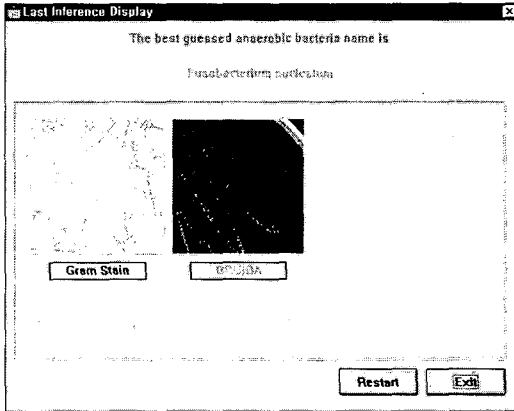 Last Inference Display
The best guessed anaerobic bacteria name is
Fusobacterium nucleatum
Gram Stain
Restart
Exit